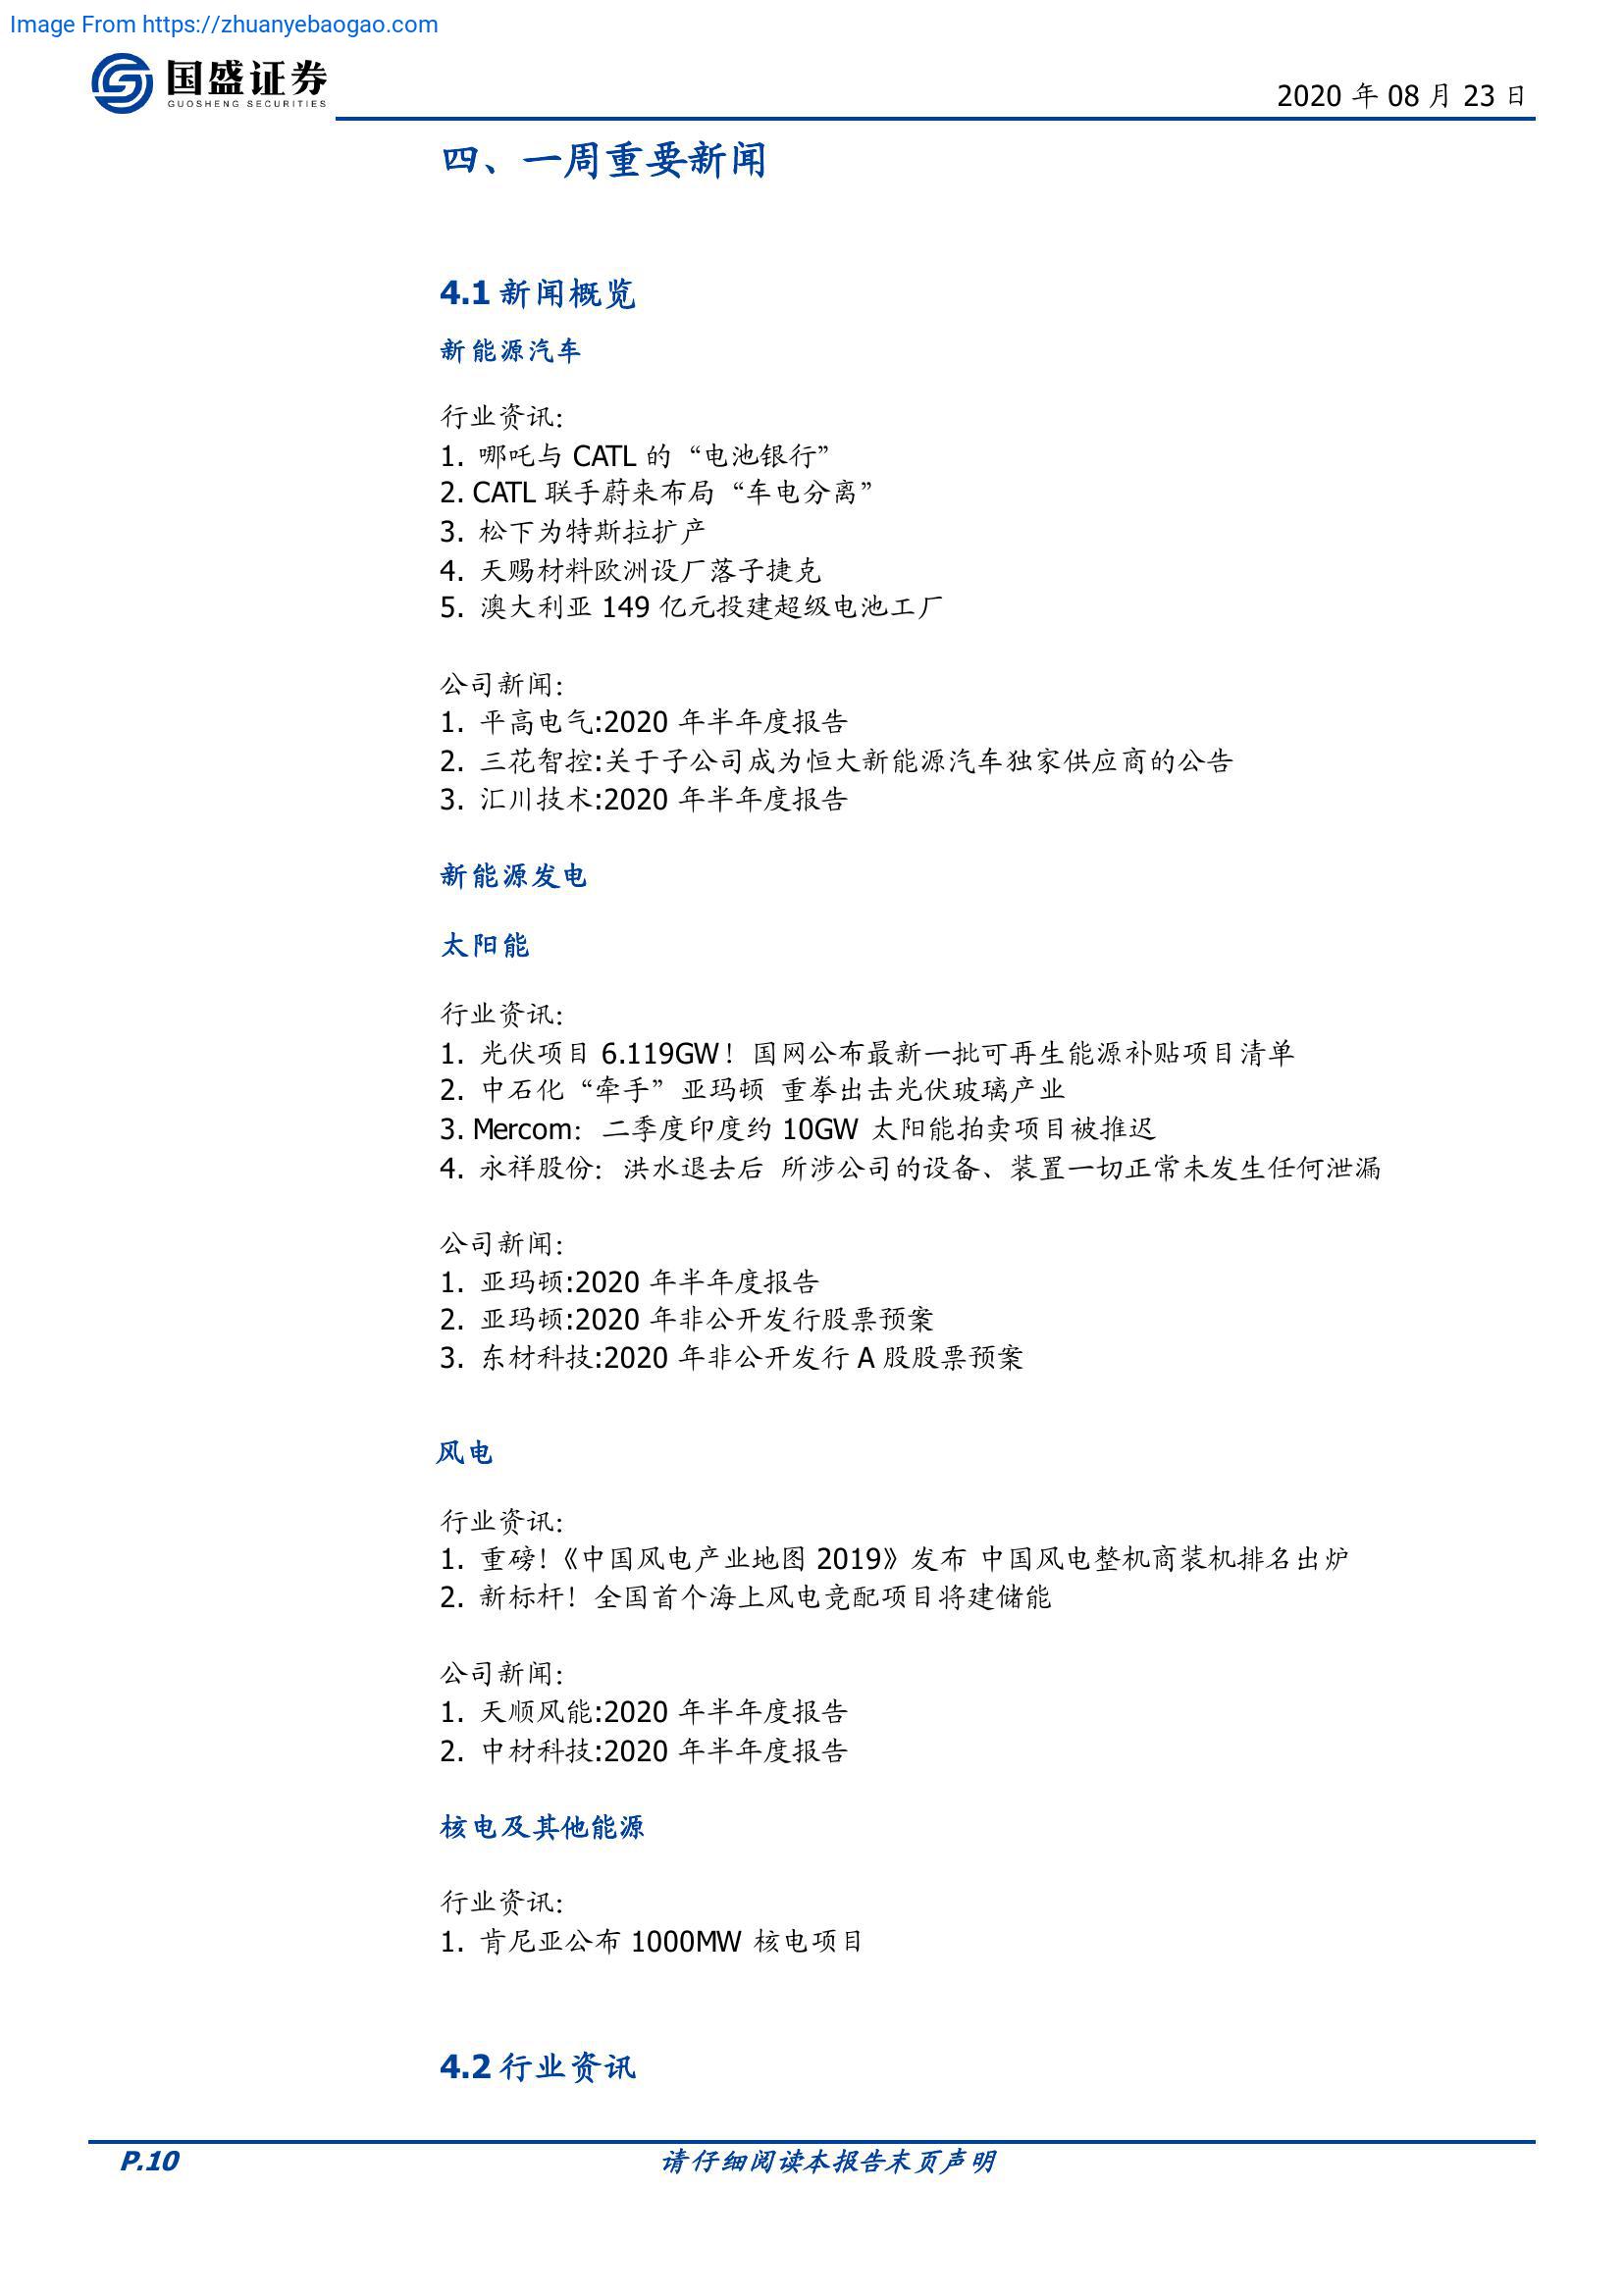 Image From https://zhuanyebaogao.com
国盛证券
GUOSHENG SECURITIES
2020 年 08 月 23 日
四、一周重要新闻
4.1 新闻概览
新能源汽车
行业资讯:
1. 哪吒与 CATL 的“电池银行”
2. CATL 联手蔚来布局“车电分离”
3. 松下为特斯拉扩产
4. 天赐材料欧洲设厂落子捷克
5. 澳大利亚 149 亿元投建超级电池工厂
公司新闻:
1. 平高电气:2020 年半年度报告
2. 三花智控:关于子公司成为恒大新能源汽车独家供应商的公告
3. 汇川技术:2020 年半年度报告
新能源发电
太阳能
行业资讯:
1. 光伏项目 6.119GW！国网公布最新一批可再生能源补贴项目清单
2. 中石化“牵手”亚玛顿 重拳出击光伏玻璃产业
3. Mercom：二季度印度约 10GW 太阳能拍卖项目被推迟
4. 永祥股份：洪水退去后 所涉公司的设备、装置一切正常未发生任何泄漏
公司新闻:
1. 亚玛顿:2020 年半年度报告
2. 亚玛顿:2020 年非公开发行股票预案
3. 东材科技:2020 年非公开发行 A 股股票预案
风电
行业资讯:
1. 重磅!《中国风电产业地图 2019》发布 中国风电整机商装机排名出炉
2. 新标杆！全国首个海上风电竞配项目将建储能
公司新闻:
1. 天顺风能:2020 年半年度报告
2. 中材科技:2020 年半年度报告
核电及其他能源
行业资讯:
1. 肯尼亚公布 1000MW 核电项目
4.2 行业资讯
P.10
请仔细阅读本报告末页声明